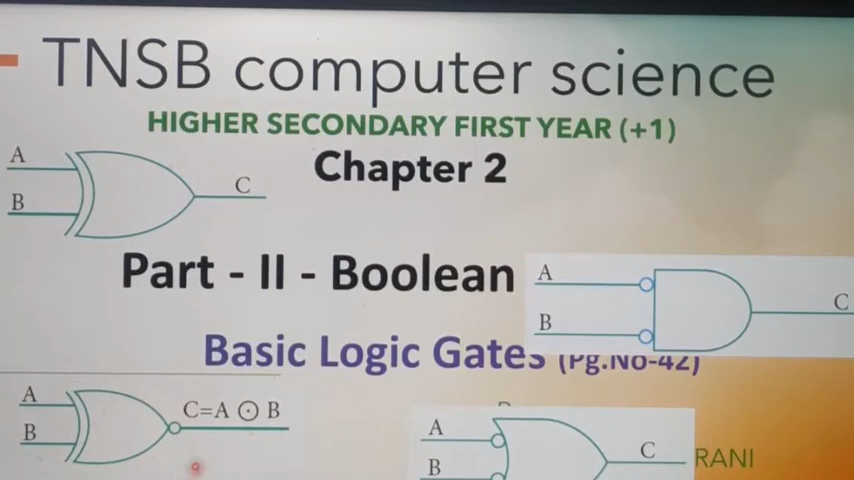 TNSB computer science
HIGHER SECONDARY FIRST YEAR (+1)
Chapter 2
A
B
C
Part - II - Boolean
A
B
C
Basic Logic Gates (Pg.No-42)
A
B
C=A ⊙ B
A
B
C
RANI